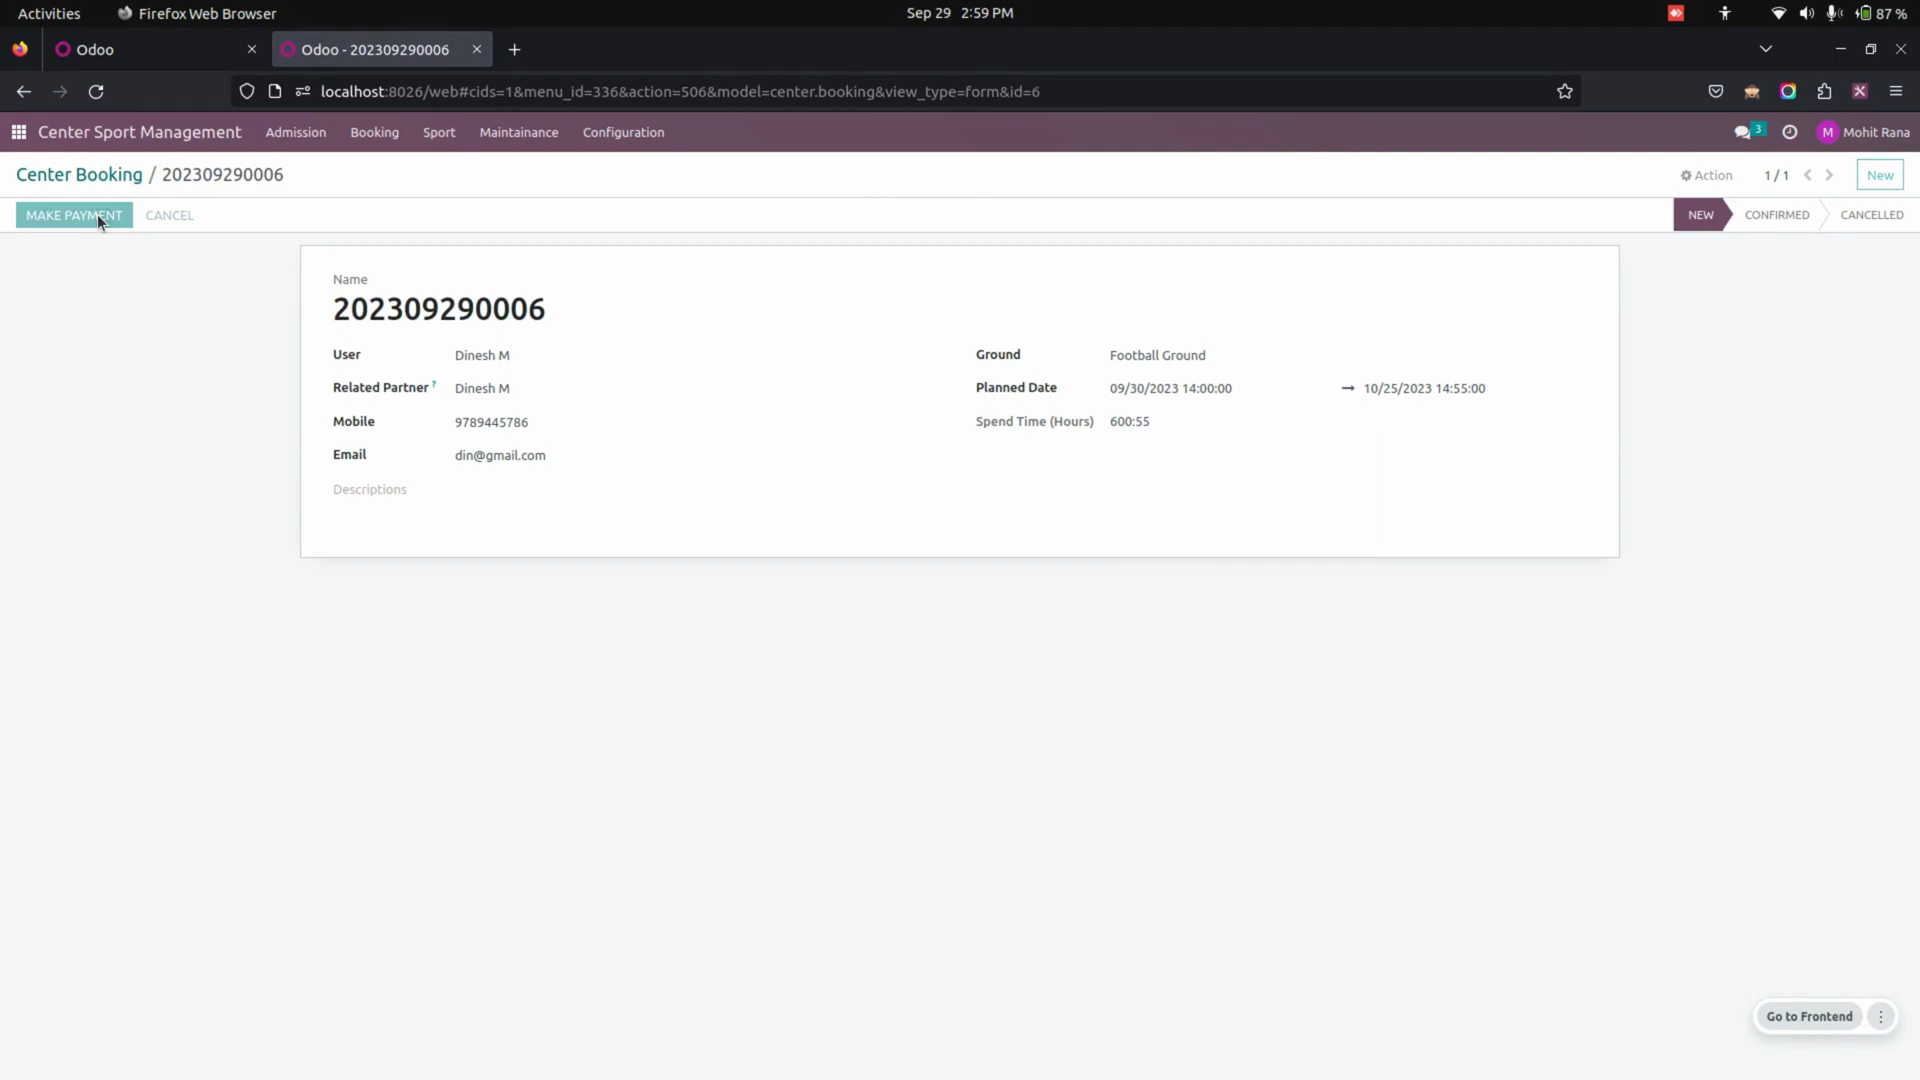 Activities Firefox Web Browser Sep 29 2:59 PM 87 %
Odoo Odoo - 202309290006
localhost:8026/web#cids=1&menu_id=336&action=506&model=center.booking&view_type=form&id=6
Center Sport Management Admission Booking Sport Maintainance Configuration 3 M Mohit Rana
Center Booking / 202309290006 Action 1 / 1 New
MAKE PAYMENT CANCEL NEW CONFIRMED CANCELLED
Name
202309290006
User Dinesh M Ground Football Ground
Related Partner ? Dinesh M Planned Date 09/30/2023 14:00:00 → 10/25/2023 14:55:00
Mobile 9789445786 Spend Time (Hours) 600:55
Email din@gmail.com
Descriptions
Go to Frontend